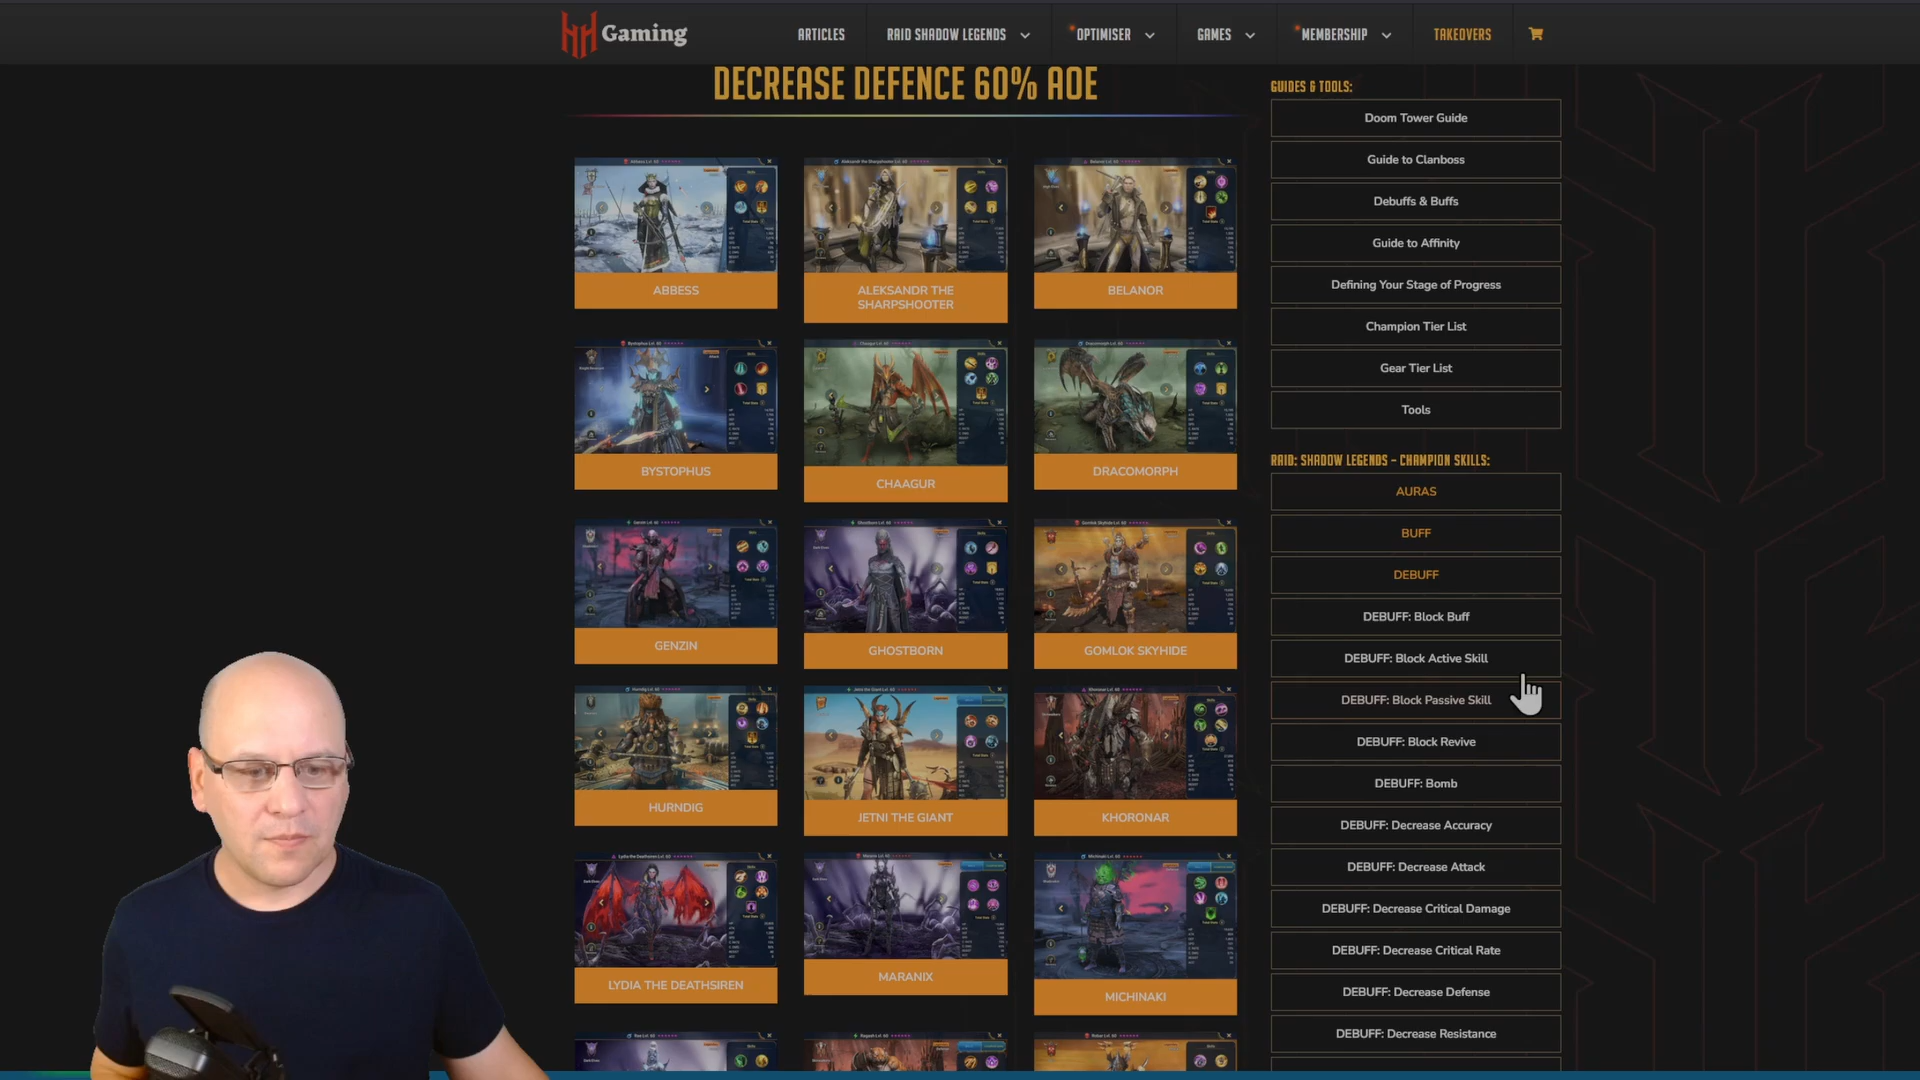 HH Gaming
ARTICLES
RAID SHADOW LEGENDS
OPTIMISER
GAMES
MEMBERSHIP
TAKEOVERS
DECREASE DEFENCE 60% AOE
ABBESS
ALEKSANDR THE
SHARPSHOOTER
BELANOR
BYSTOPHUS
CHAAGUR
DRACOMORPH
GENZIN
GHOSTBORN
GOMLOK SKYHIDE
HURNDIG
JETNI THE GIANT
KHORONAR
LYDIA THE DEATHSIREN
MARANIX
MICHINAKI
GUIDES & TOOLS:
Doom Tower Guide
Guide to Clanboss
Debuffs & Buffs
Guide to Affinity
Defining Your Stage of Progress
Champion Tier List
Gear Tier List
Tools
RAID: SHADOW LEGENDS - CHAMPION SKILLS:
AURAS
BUFF
DEBUFF
DEBUFF: Block Buff
DEBUFF: Block Active Skill
DEBUFF: Block Passive Skill
DEBUFF: Block Revive
DEBUFF: Bomb
DEBUFF: Decrease Accuracy
DEBUFF: Decrease Attack
DEBUFF: Decrease Critical Damage
DEBUFF: Decrease Critical Rate
DEBUFF: Decrease Defense
DEBUFF: Decrease Resistance